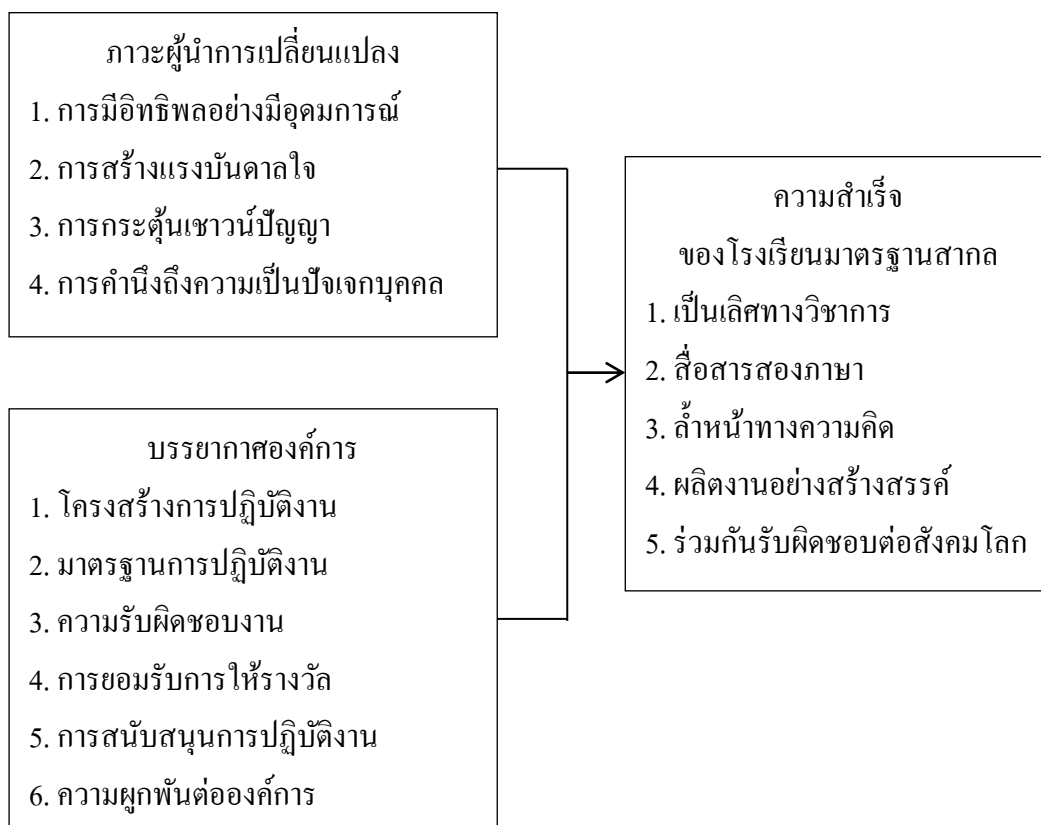 ภาวะผู้นำการเปลี่ยนแปลง
1. การมีอิทธิพลอย่างมีอุดมการณ์
2. การสร้างแรงบันดาลใจ
3. การกระตุ้นเชาวน์ปัญญา
4. การคำนึงถึงความเป็นปัจเจกบุคคล
บรรยากาศองค์การ
1. โครงสร้างการปฏิบัติงาน
2. มาตรฐานการปฏิบัติงาน
3. ความรับผิดชอบงาน
4. การยอมรับการให้รางวัล
5. การสนับสนุนการปฏิบัติงาน
6. ความผูกพันต่อองค์การ
ความสำเร็จ
ของโรงเรียนมาตรฐานสากล
1. เป็นเลิศทางวิชาการ
2. สื่อสารสองภาษา
3. ล้ำหน้าทางความคิด
4. ผลิตงานอย่างสร้างสรรค์
5. ร่วมกันรับผิดชอบต่อสังคมโลก